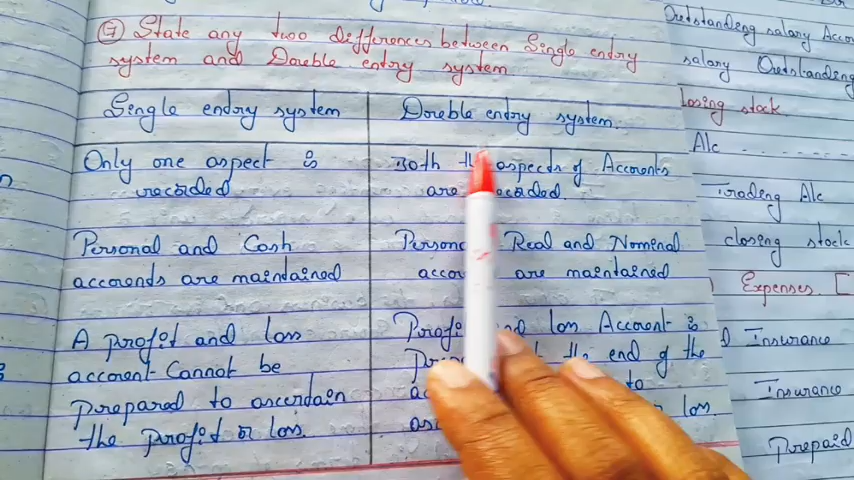 ⑦ State any two differences between Single entry
system and Double entry system
Single entry system
Only one aspect is
recorded
Personal and Cash
accounts are maintained
A profit and loss
account cannot be
prepared to ascertain
the profit or loss.
Double entry system.
Both the aspects of Accounts
are recorded.
Real and Nominal
are maintained
loss Account is
the end of the
to
loss.
Outstanding salary
salary Outstanding
closing stock.
A/c
Trading A/c
closing stock
Expenses. [
Insurance
Insurance
Prepaid